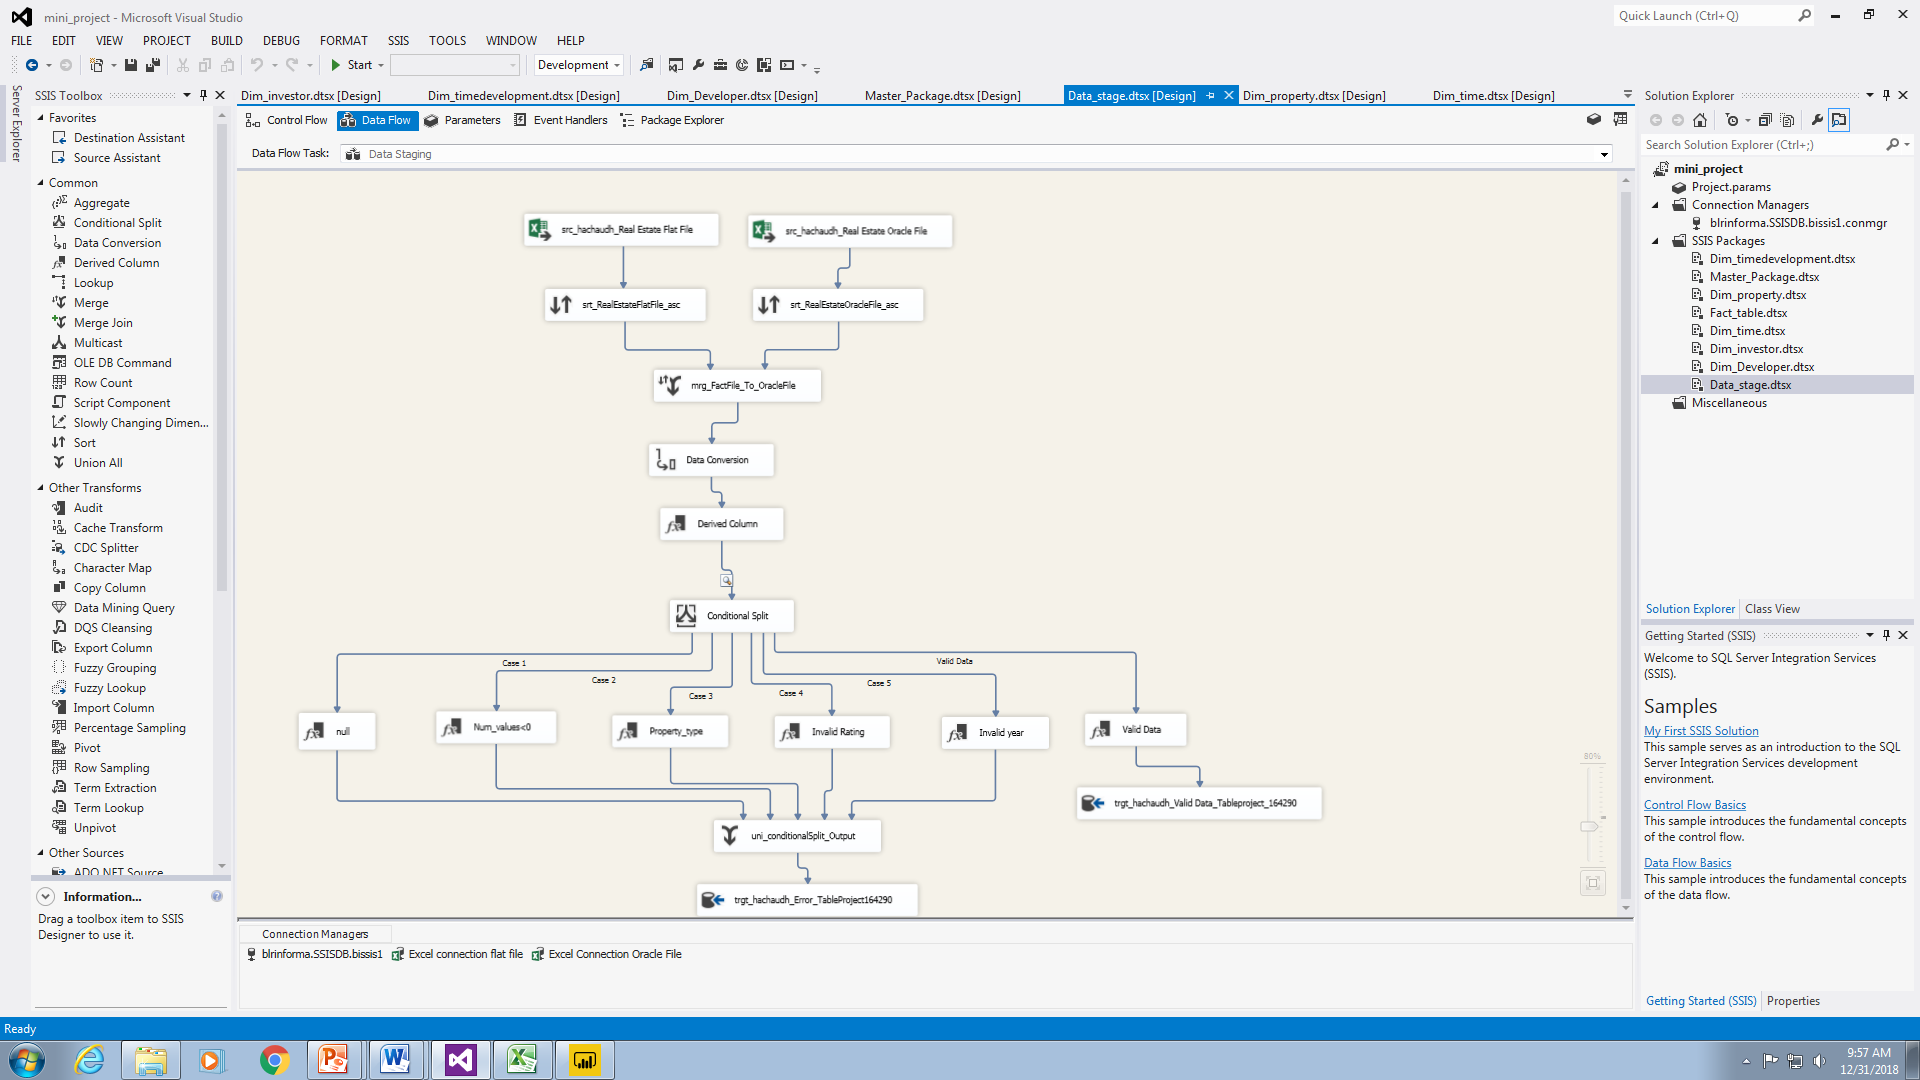 mini_project - Microsoft Visual Studio
Quick Launch (Ctrl+Q)
FILE EDIT VIEW PROJECT BUILD DEBUG FORMAT SSIS TOOLS WINDOW HELP
Start
Development
Server Explorer
SSIS Toolbox
Favorites
Destination Assistant
Source Assistant
Common
Aggregate
Conditional Split
Data Conversion
Derived Column
Lookup
Merge
Merge Join
Multicast
OLE DB Command
Row Count
Script Component
Slowly Changing Dimen...
Sort
Union All
Other Transforms
Audit
Cache Transform
CDC Splitter
Character Map
Copy Column
Data Mining Query
DQS Cleansing
Export Column
Fuzzy Grouping
Fuzzy Lookup
Import Column
Percentage Sampling
Pivot
Row Sampling
Term Extraction
Term Lookup
Unpivot
Other Sources
ADO NET Source
Information...
Drag a toolbox item to SSIS
Designer to use it.
Dim_investor.dtsx [Design] Dim_timedevelopment.dtsx [Design] Dim_Developer.dtsx [Design] Master_Package.dtsx [Design] Data_stage.dtsx [Design] Dim_property.dtsx [Design] Dim_time.dtsx [Design]
Control Flow Data Flow Parameters Event Handlers Package Explorer
Data Flow Task: Data Staging
src_hachaudh_Real Estate Flat File
src_hachaudh_Real Estate Oracle File
srt_RealEstateFlatFile_asc
srt_RealEstateOracleFile_asc
mrg_FactFile_To_OracleFile
Data Conversion
Derived Column
Conditional Split
Case 1
Case 2
Case 3
Case 4
Case 5
Valid Data
null
Num_values<0
Property_type
Invalid Rating
Invalid year
Valid Data
trgt_hachaudh_Valid Data_Tableproject_164290
uni_conditionalSplit_Output
trgt_hachaudh_Error_TableProject164290
80%
Connection Managers
blrinforma.SSISDB.bissis1 Excel connection flat file Excel Connection Oracle File
Solution Explorer
Search Solution Explorer (Ctrl+;)
mini_project
Project.params
Connection Managers
blrinforma.SSISDB.bissis1.conmgr
SSIS Packages
Dim_timedevelopment.dtsx
Master_Package.dtsx
Dim_property.dtsx
Fact_table.dtsx
Dim_time.dtsx
Dim_investor.dtsx
Dim_Developer.dtsx
Data_stage.dtsx
Miscellaneous
Solution Explorer Class View
Getting Started (SSIS)
Welcome to SQL Server Integration Services
(SSIS).
Samples
My First SSIS Solution
This sample serves as an introduction to the SQL
Server Integration Services development
environment.
Control Flow Basics
This sample introduces the fundamental concepts
of the control flow.
Data Flow Basics
This sample introduces the fundamental concepts
of the data flow.
Getting Started (SSIS) Properties
Ready
9:57 AM
12/31/2018